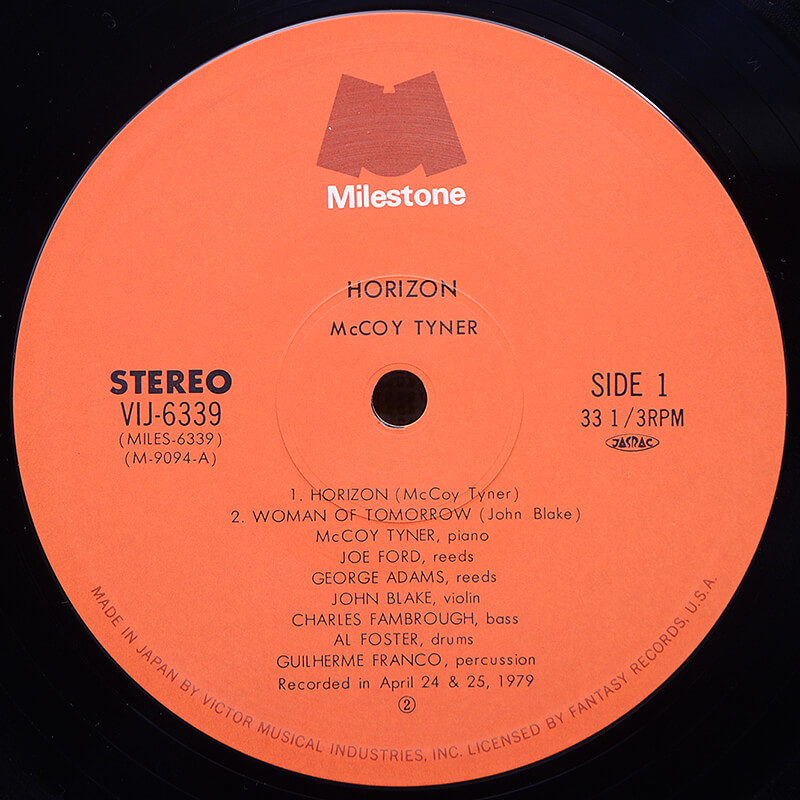 Milestone
HORIZON
McCOY TYNER
STEREO
VIJ-6339
(MILES-6339)
(M-9094-A)
SIDE 1
33 1/3RPM
JASRAC
1. HORIZON (McCoy Tyner)
2. WOMAN OF TOMORROW (John Blake)
McCOY TYNER, piano
JOE FORD, reeds
GEORGE ADAMS, reeds
JOHN BLAKE, violin
CHARLES FAMBROUGH, bass
AL FOSTER, drums
GUILHERME FRANCO, percussion
Recorded in April 24 & 25, 1979
②
MADE IN JAPAN BY VICTOR MUSICAL INDUSTRIES, INC. LICENSED BY FANTASY RECORDS, U.S.A.